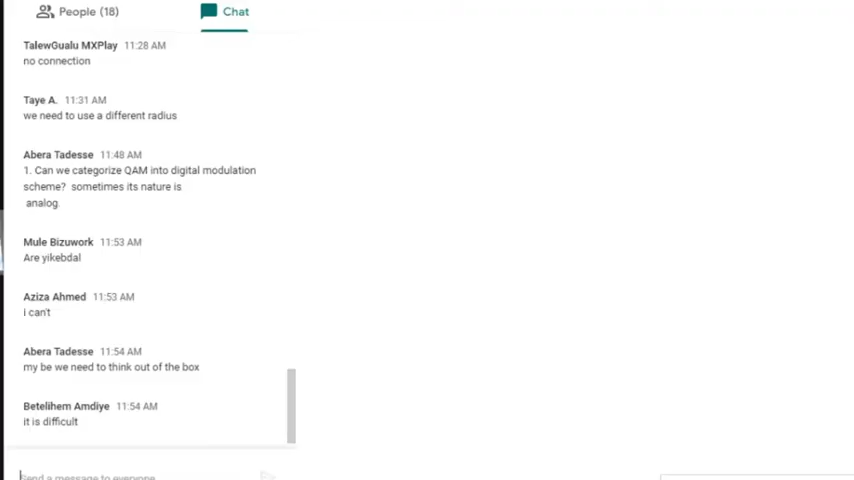 People (18)
Chat
TalewGualu MXPlay 11:28 AM
no connection
Taye A. 11:31 AM
we need to use a different radius
Abera Tadesse 11:48 AM
1. Can we categorize QAM into digital modulation
scheme? sometimes its nature is
analog.
Mule Bizuwork 11:53 AM
Are yikebdal
Aziza Ahmed 11:53 AM
i can't
Abera Tadesse 11:54 AM
my be we need to think out of the box
Betelihem Amdiye 11:54 AM
it is difficult
Send a message to everyone